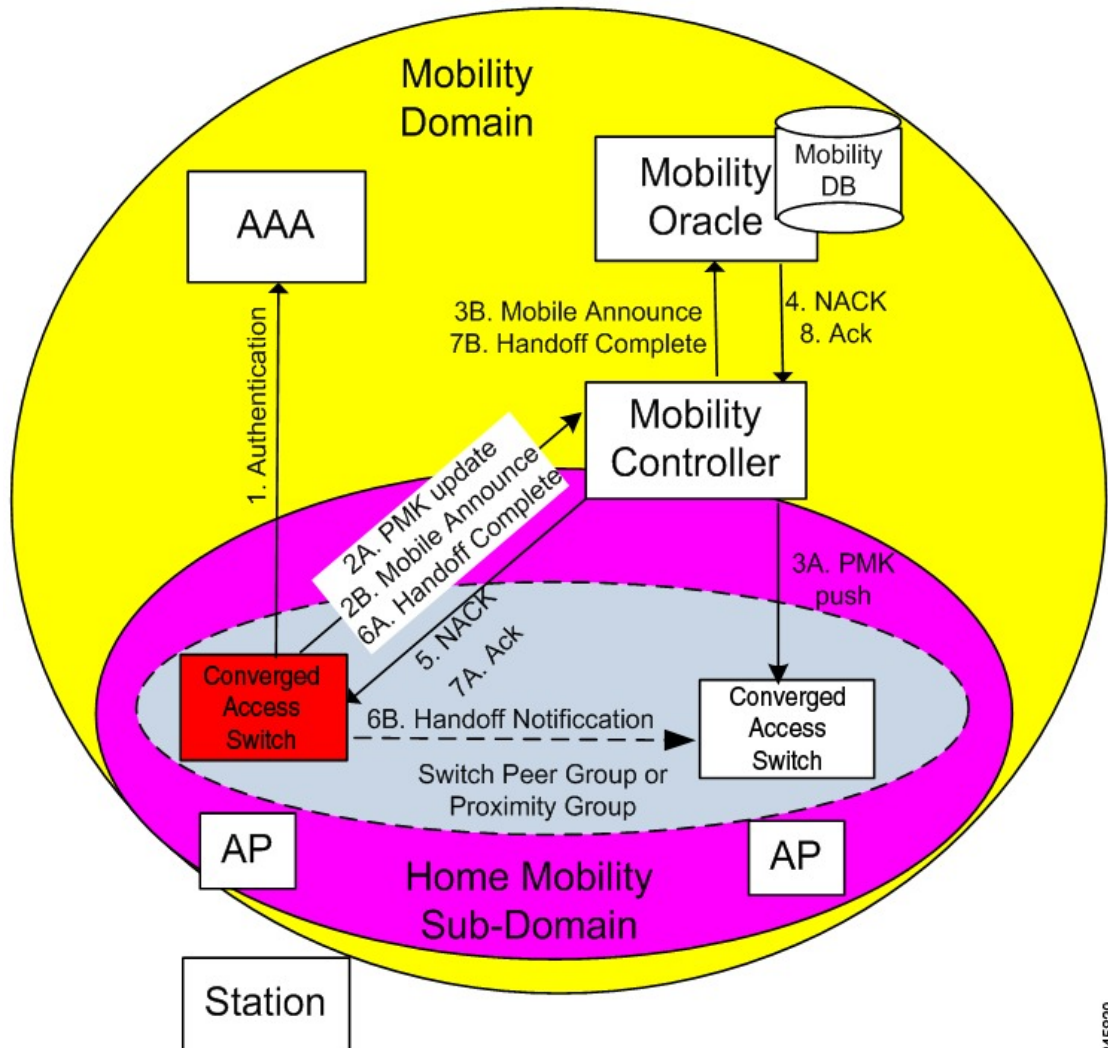 Mobility
Domain
Mobility
DB
Mobility
Oracle
AAA
3B. Mobile Announce
7B. Handoff Complete
4. NACK
8. Ack
1. Authentication
Mobility
Controller
2A. PMK update
2B. Mobile Announce
6A. Handoff Complete
5. NACK
7A. Ack
3A. PMK
push
Converged
Access
Switch
6B. Handoff Notificcation
Converged
Access
Switch
Switch Peer Group or
Proximity Group
AP
AP
Home Mobility
Sub-Domain
Station